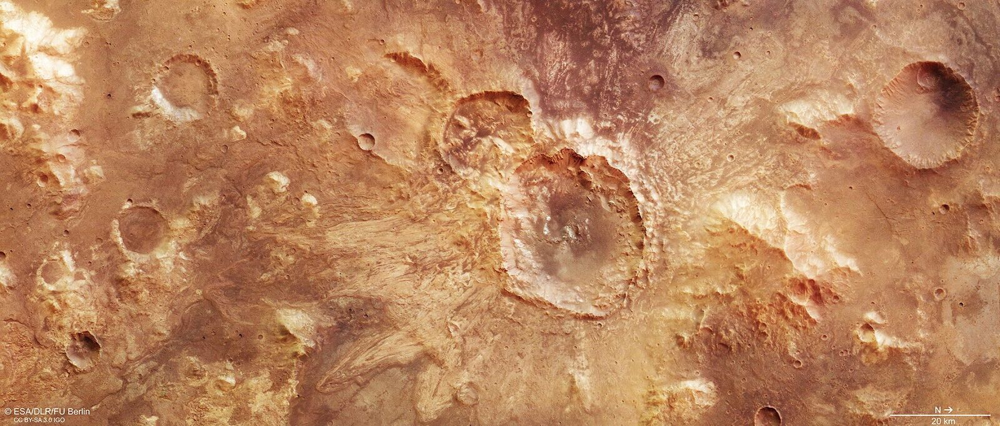 © ESA/DLR/FU Berlin
CC BY-SA 3.0 IGO
N →
20 km